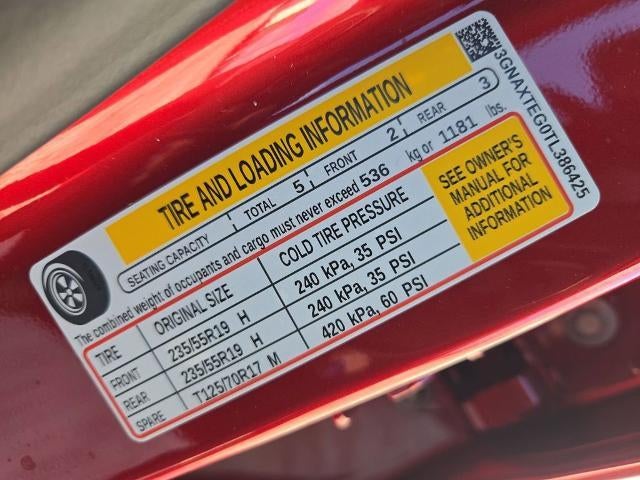 TIRE AND LOADING INFORMATION
3GNAXTEG0TL386425
SEATING CAPACITY TOTAL 5 FRONT 2 REAR 3
The combined weight of occupants and cargo must never exceed 536 kg or 1181 lbs.
TIRE ORIGINAL SIZE COLD TIRE PRESSURE
FRONT 235/55R19 H 240 kPa, 35 PSI
REAR 235/55R19 H 240 kPa, 35 PSI
SPARE T125/70R17 M 420 kPa, 60 PSI
SEE OWNER'S
MANUAL FOR
ADDITIONAL
INFORMATION